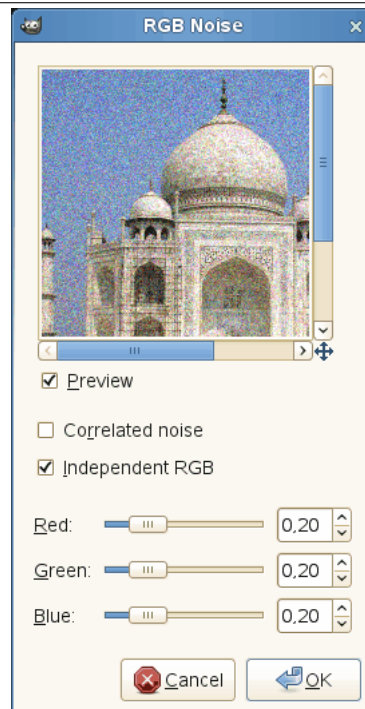 RGB Noise
Preview
Correlated noise
Independent RGB
Red: 0,20
Green: 0,20
Blue: 0,20
Cancel OK